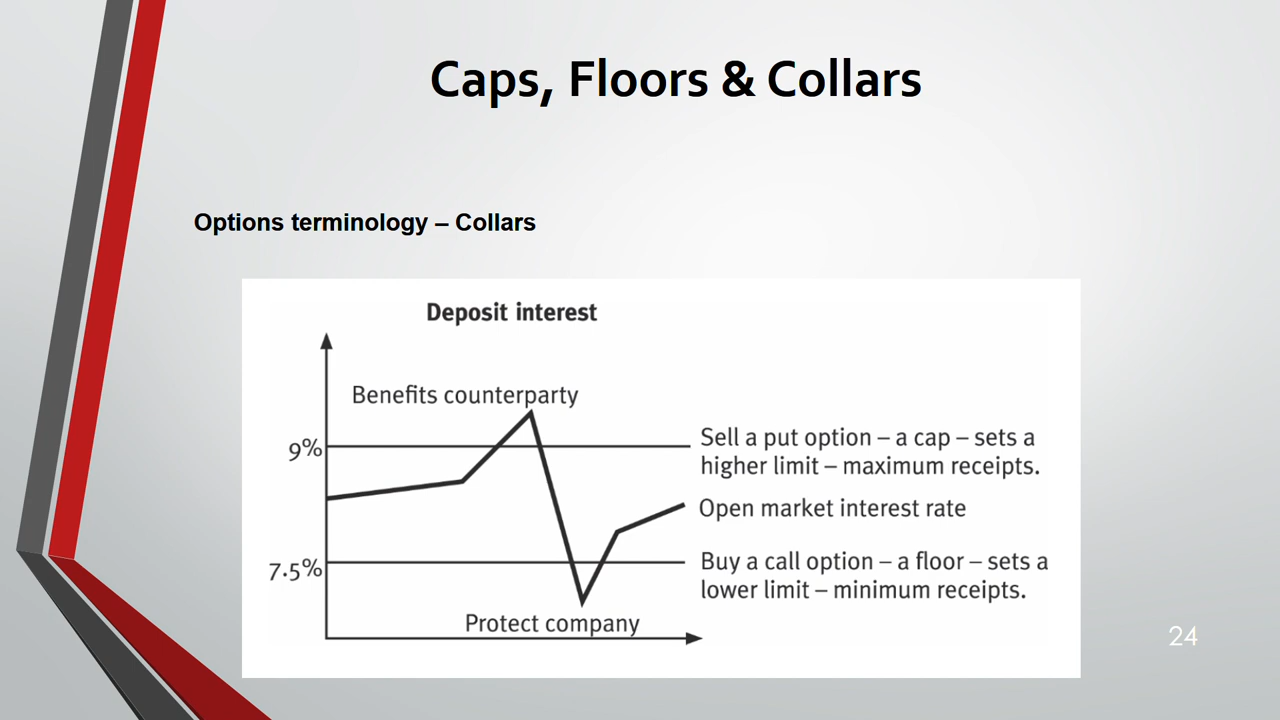 Caps, Floors & Collars
Options terminology – Collars
Deposit interest
Benefits counterparty
9%
Sell a put option – a cap – sets a
higher limit – maximum receipts.
Open market interest rate
7.5%
Buy a call option – a floor – sets a
lower limit – minimum receipts.
Protect company
24